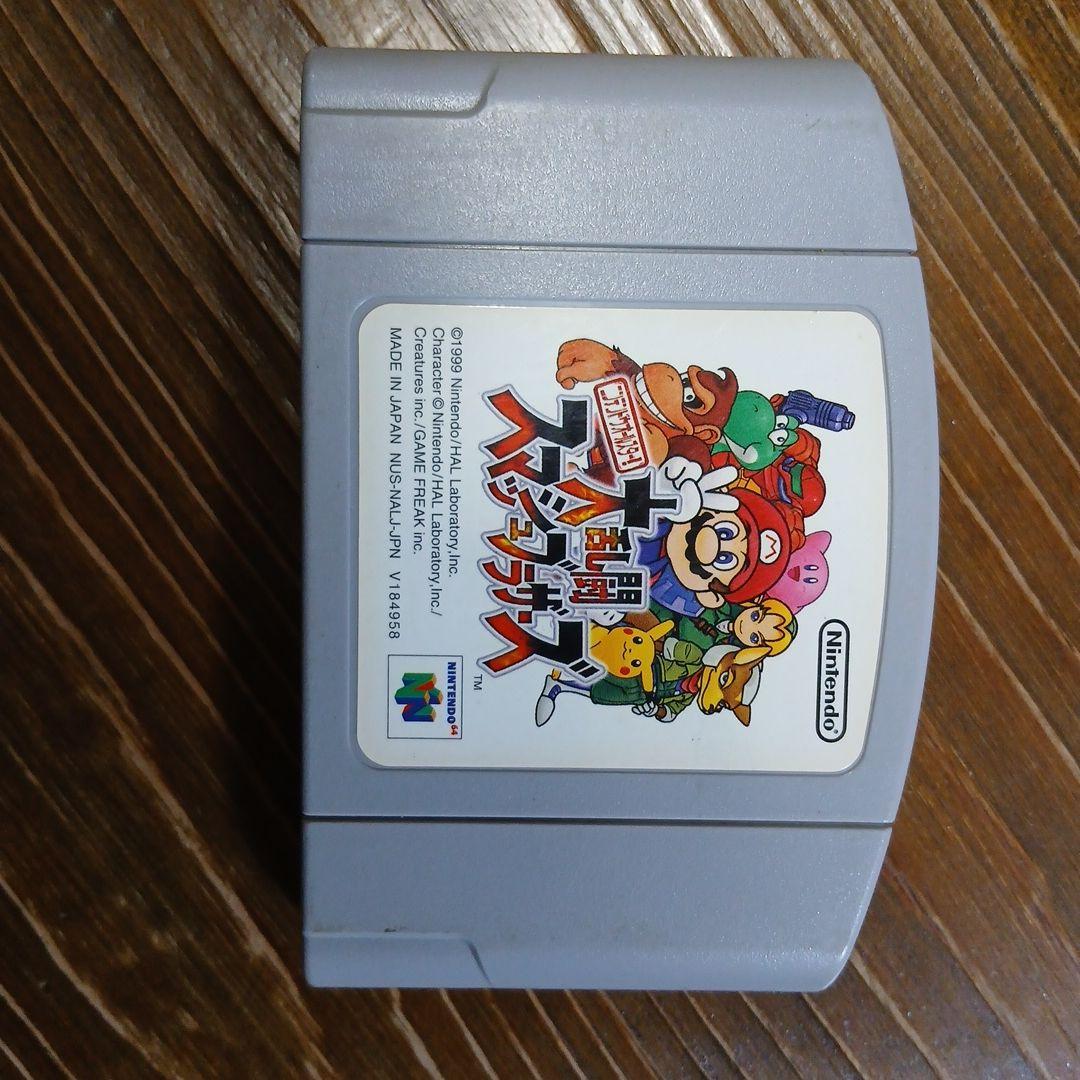 Nintendo®
ニンテンドウオールスター!
大乱闘
スマッシュブラザーズ
TM
©1999 Nintendo/HAL Laboratory,Inc.
Character©Nintendo/HAL Laboratory,Inc./
Creatures inc./GAME FREAK inc.
MADE IN JAPAN NUS-NALJ-JPN V184958
NINTENDO64